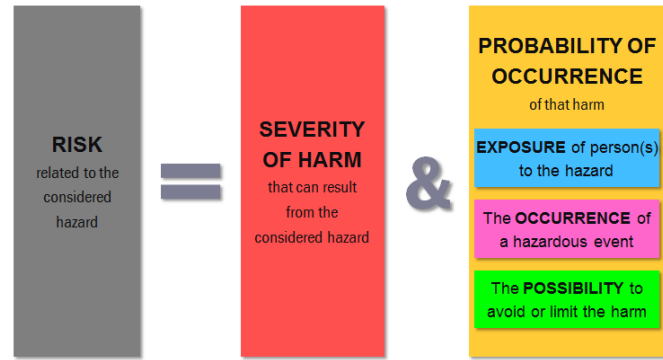 RISK
related to the
considered
hazard
=
SEVERITY
OF HARM
that can result
from the
considered hazard
&
PROBABILITY OF
OCCURRENCE
of that harm
EXPOSURE of person(s)
to the hazard
The OCCURRENCE of
a hazardous event
The POSSIBILITY to
avoid or limit the harm